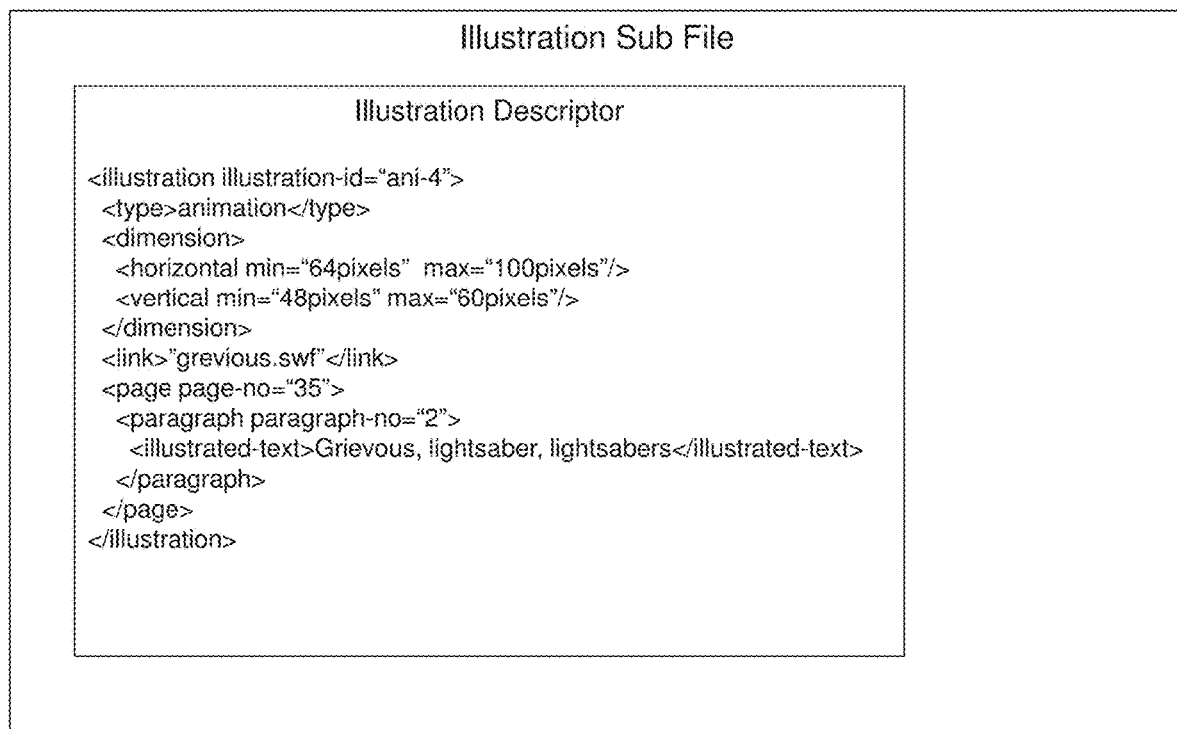 Illustration Sub File
Illustration Descriptor
<illustration illustration-id=“ani-4”>
<type>animation</type>
<dimension>
<horizontal min=“64pixels” max=“100pixels”/>
<vertical min=“48pixels” max=“60pixels”/>
</dimension>
<link>”grevious.swf”</link>
<page page-no=“35”>
<paragraph paragraph-no=“2”>
<illustrated-text>Grievous, lightsaber, lightsabers</illustrated-text>
</paragraph>
</page>
</illustration>